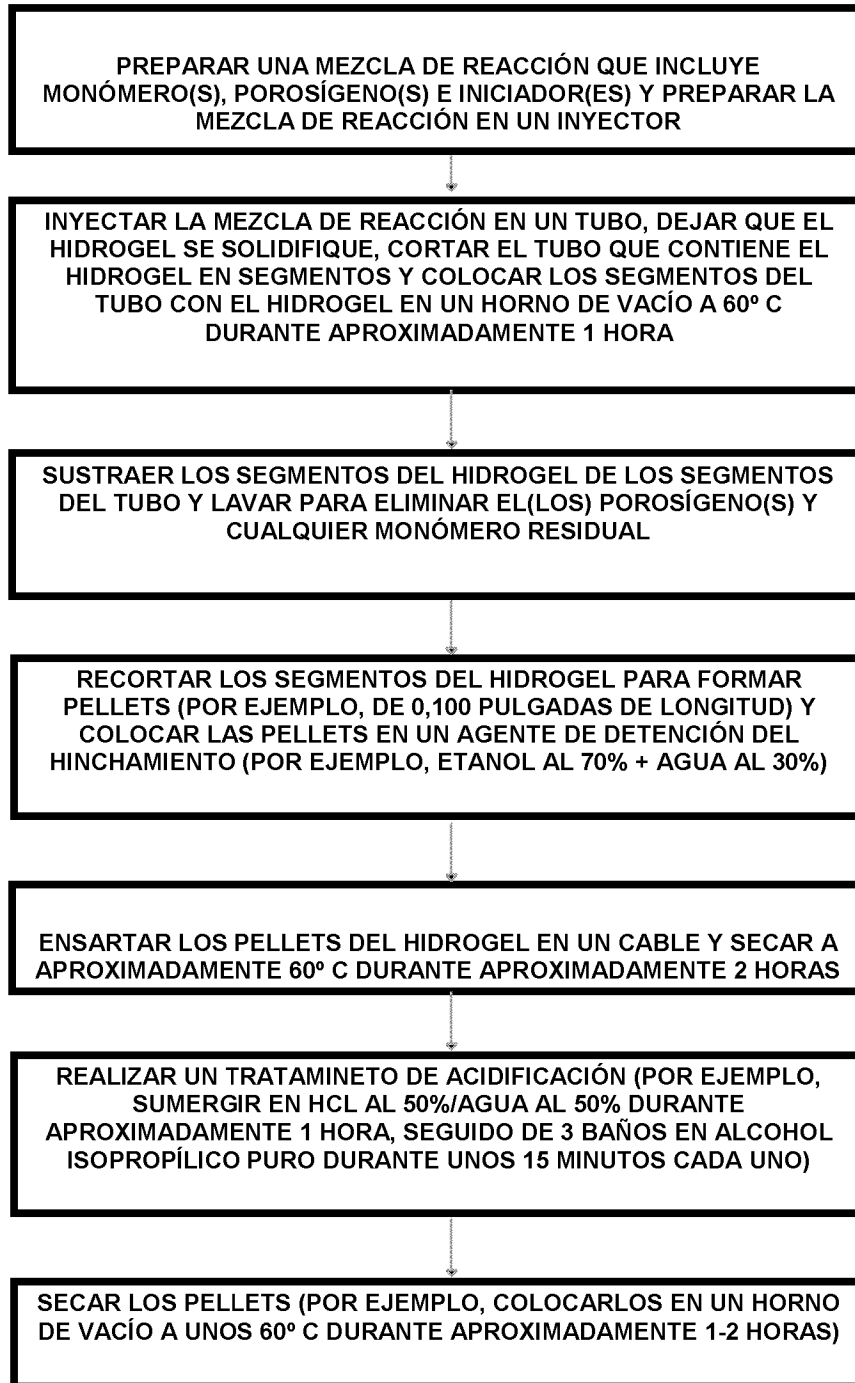 PREPARAR UNA MEZCLA DE REACCIÓN QUE INCLUYE
MONÓMERO(S), POROSÍGENO(S) E INICIADOR(ES) Y PREPARAR LA
MEZCLA DE REACCIÓN EN UN INYECTOR
INYECTAR LA MEZCLA DE REACCIÓN EN UN TUBO, DEJAR QUE EL
HIDROGEL SE SOLIDIFIQUE, CORTAR EL TUBO QUE CONTIENE EL
HIDROGEL EN SEGMENTOS Y COLOCAR LOS SEGMENTOS DEL
TUBO CON EL HIDROGEL EN UN HORNO DE VACÍO A 60º C
DURANTE APROXIMADAMENTE 1 HORA
SUSTRAER LOS SEGMENTOS DEL HIDROGEL DE LOS SEGMENTOS
DEL TUBO Y LAVAR PARA ELIMINAR EL(LOS) POROSÍGENO(S) Y
CUALQUIER MONÓMERO RESIDUAL
RECORTAR LOS SEGMENTOS DEL HIDROGEL PARA FORMAR
PELLETS (POR EJEMPLO, DE 0,100 PULGADAS DE LONGITUD) Y
COLOCAR LAS PELLETS EN UN AGENTE DE DETENCIÓN DEL
HINCHAMIENTO (POR EJEMPLO, ETANOL AL 70% + AGUA AL 30%)
ENSARTAR LOS PELLETS DEL HIDROGEL EN UN CABLE Y SECAR A
APROXIMADAMENTE 60º C DURANTE APROXIMADAMENTE 2 HORAS
REALIZAR UN TRATAMINETO DE ACIDIFICACIÓN (POR EJEMPLO,
SUMERGIR EN HCL AL 50%/AGUA AL 50% DURANTE
APROXIMADAMENTE 1 HORA, SEGUIDO DE 3 BAÑOS EN ALCOHOL
ISOPROPÍLICO PURO DURANTE UNOS 15 MINUTOS CADA UNO)
SECAR LOS PELLETS (POR EJEMPLO, COLOCARLOS EN UN HORNO
DE VACÍO A UNOS 60º C DURANTE APROXIMADAMENTE 1-2 HORAS)